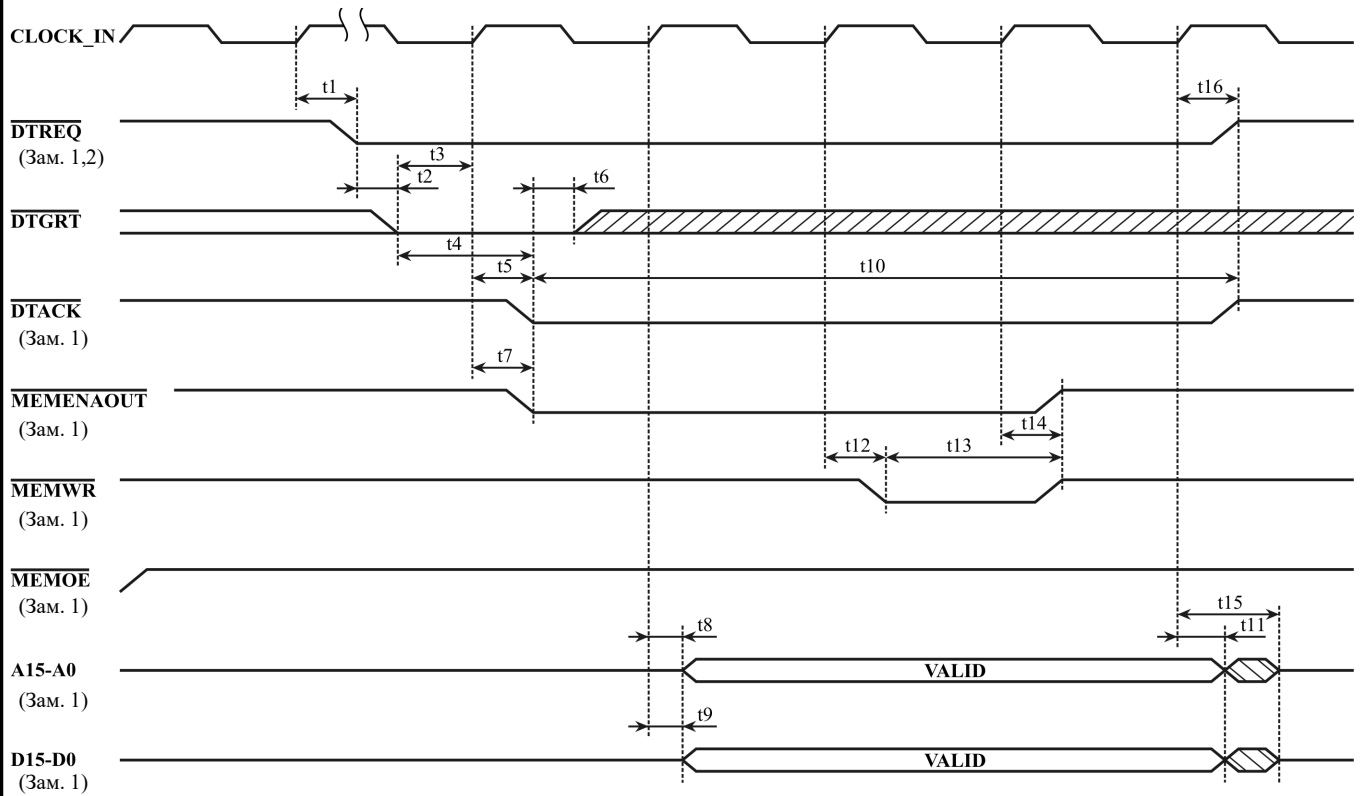 CLOCK_IN
t1
t16
DTREQ
(Зам. 1,2)
t3
t2
t6
DTGRT
t4
t5
t10
DTACK
(Зам. 1)
t7
MEMENAOUT
(Зам. 1)
t14
t12
t13
MEMWR
(Зам. 1)
MEMOE
(Зам. 1)
t15
t8
t11
A15-A0
VALID
(Зам. 1)
t9
D15-D0
VALID
(Зам. 1)